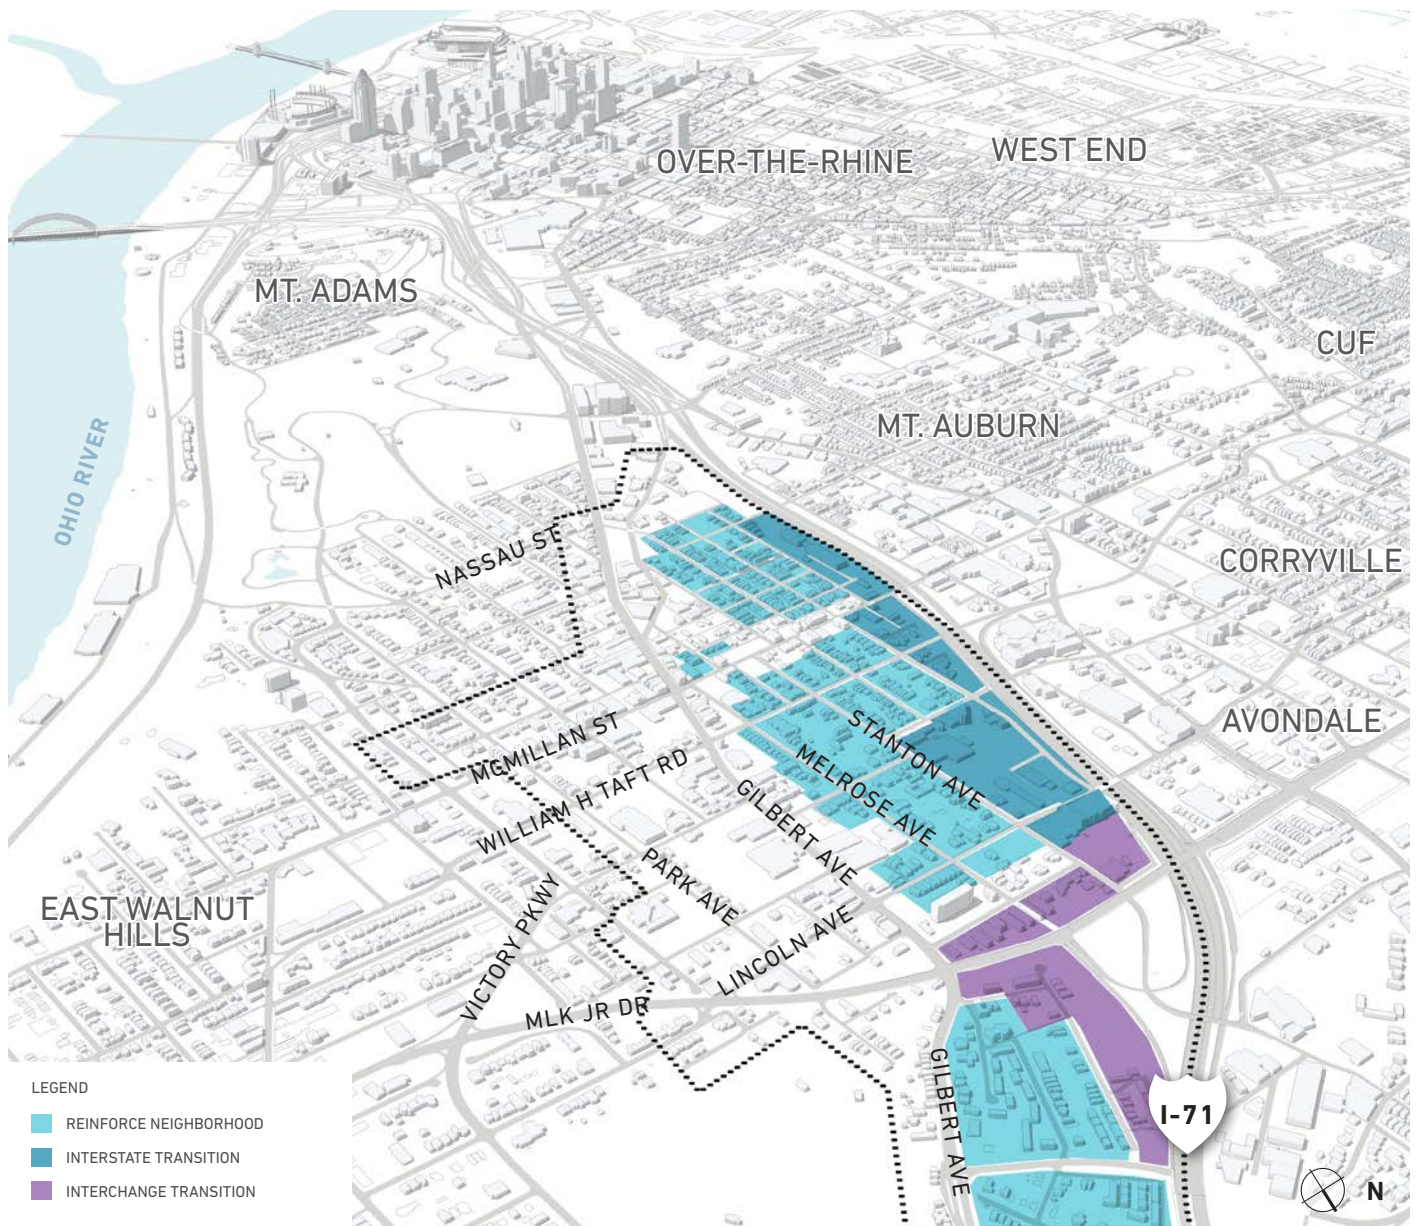 OVER-THE-RHINE
WEST END
MT. ADAMS
CUF
MT. AUBURN
OHIO RIVER
NASSAU ST
CORRYVILLE
AVONDALE
STANTON AVE
MCMILLAN ST
MELROSE AVE
WILLIAM H TAFT RD
GILBERT AVE
PARK AVE
EAST WALNUT
HILLS
VICTORY PKWY
LINCOLN AVE
MLK JR DR
GILBERT AVE
I-71
LEGEND
REINFORCE NEIGHBORHOOD
INTERSTATE TRANSITION
INTERCHANGE TRANSITION
N